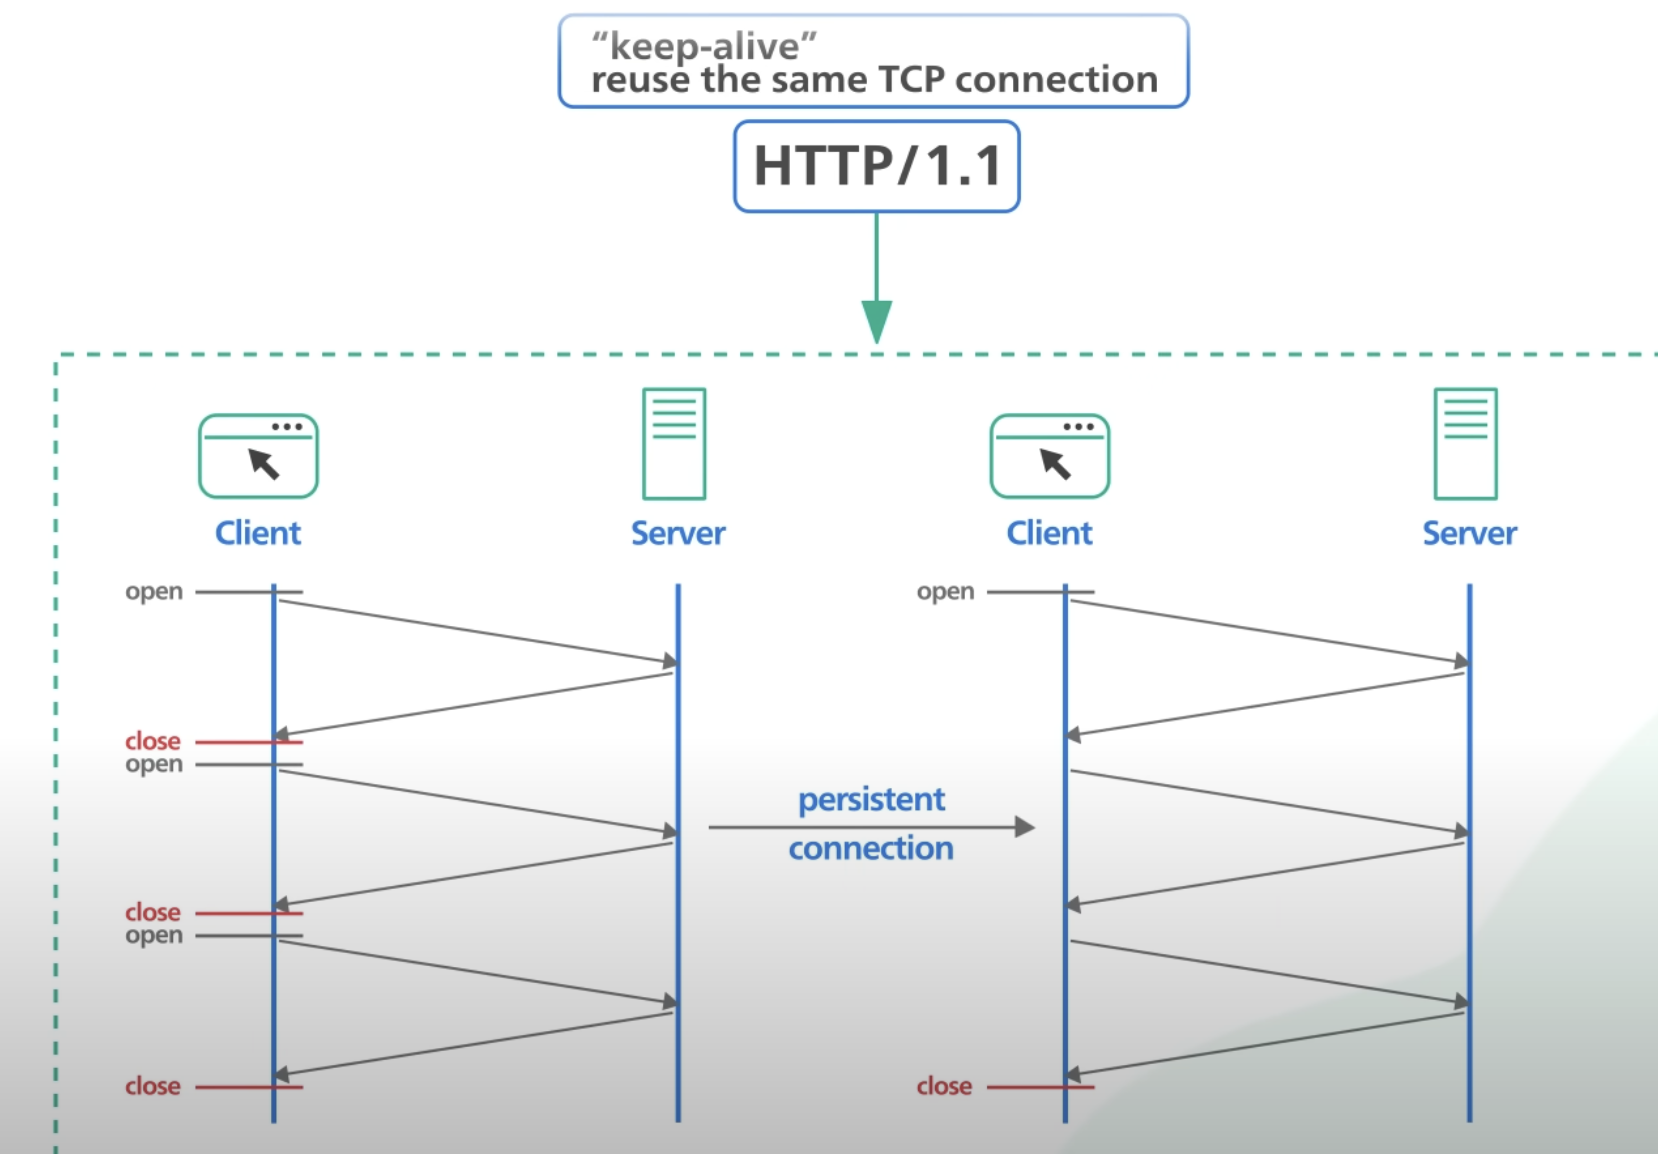 “keep-alive”
reuse the same TCP connection
HTTP/1.1
Client
Server
Client
Server
open
close
open
close
open
close
persistent
connection
open
close